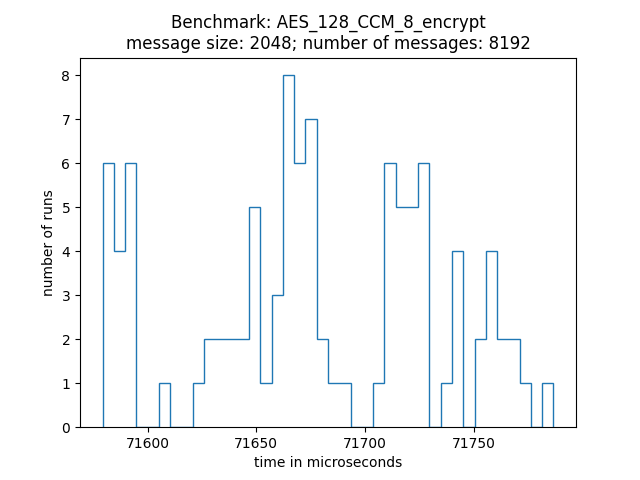 Benchmark: AES_128_CCM_8_encrypt
message size: 2048; number of messages: 8192
8
7
6
5
4
3
2
1
0
number of runs
71600 71650 71700 71750
time in microseconds